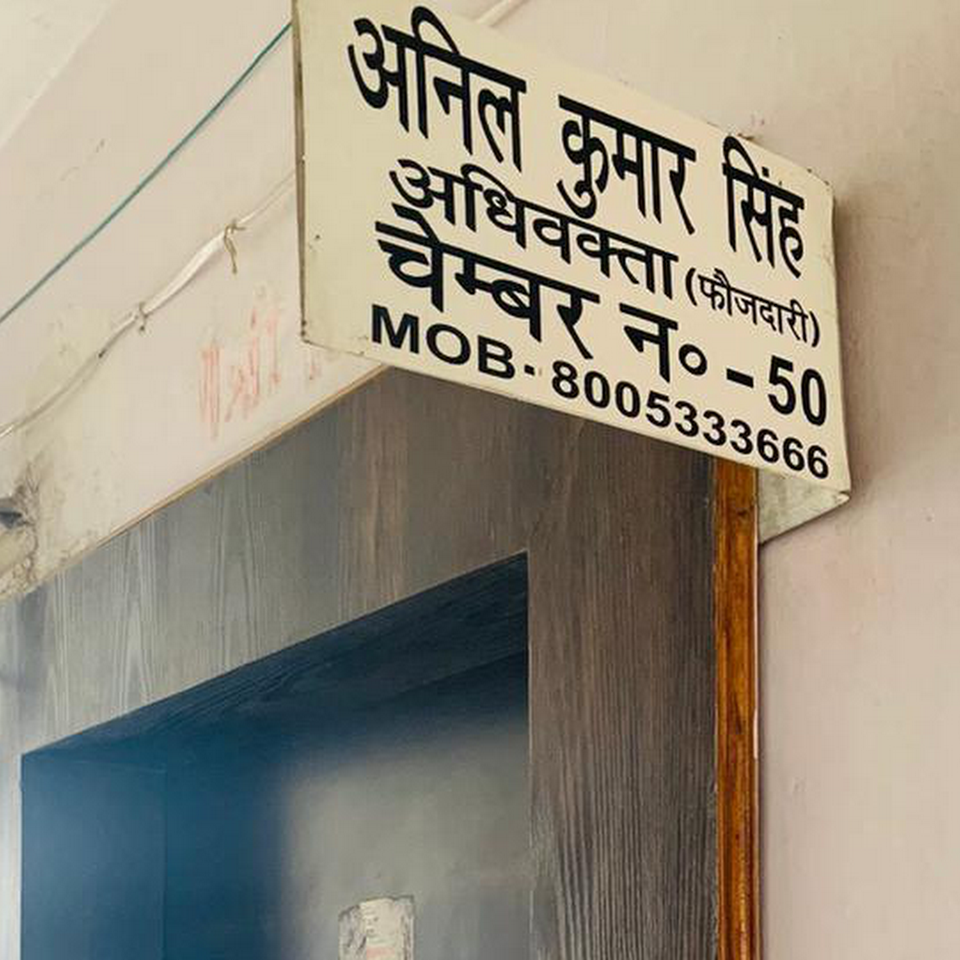 अनिल कुमार सिंह
अधिवक्ता (फौजदारी)
चेम्बर न० - 50
MOB. 8005333666